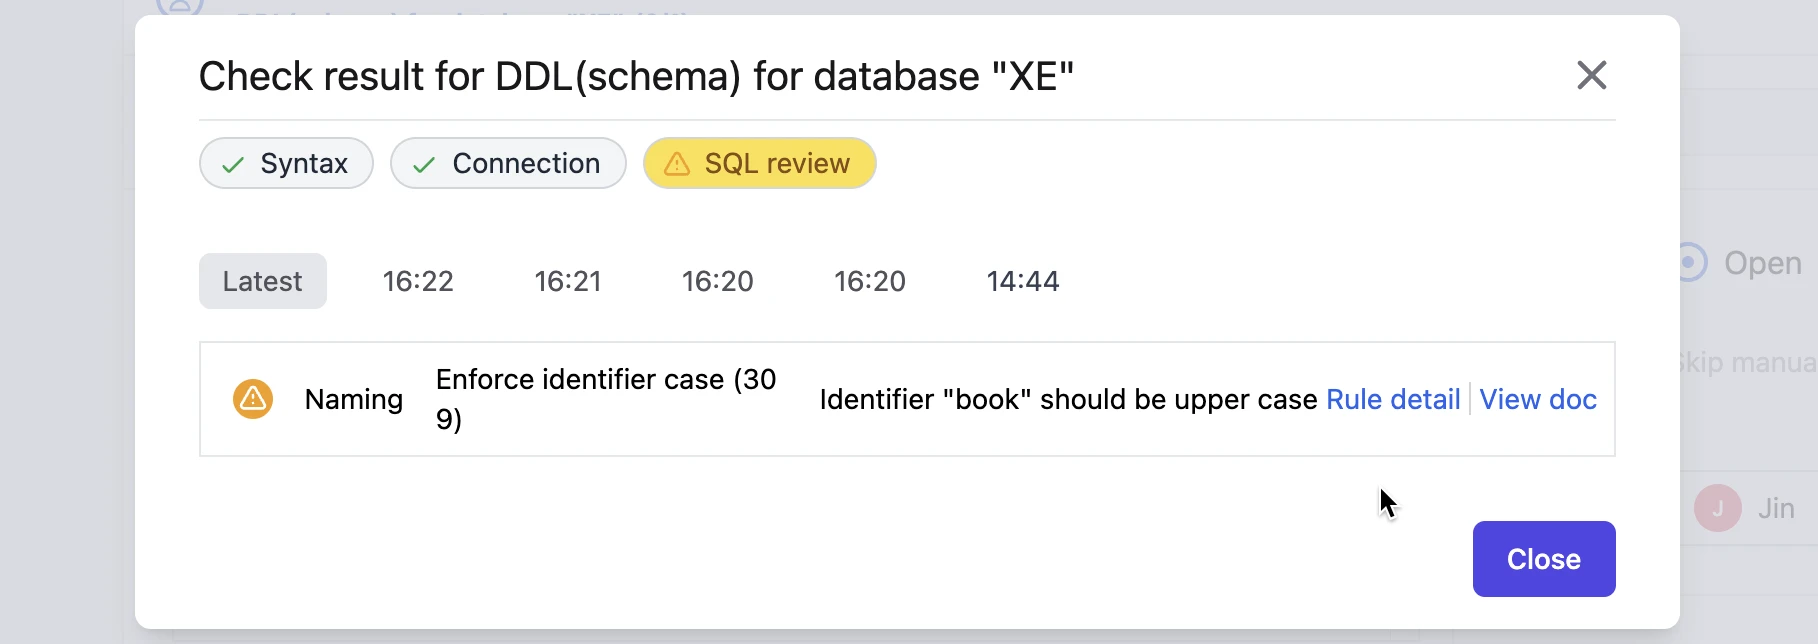 Check result for DDL(schema) for database "XE"
Syntax
Connection
SQL review
Latest
16:22
16:21
16:20
16:20
14:44
Naming
Enforce identifier case (30
9)
Identifier "book" should be upper case Rule detail View doc
Close
Open
Skip manua
J
Jin